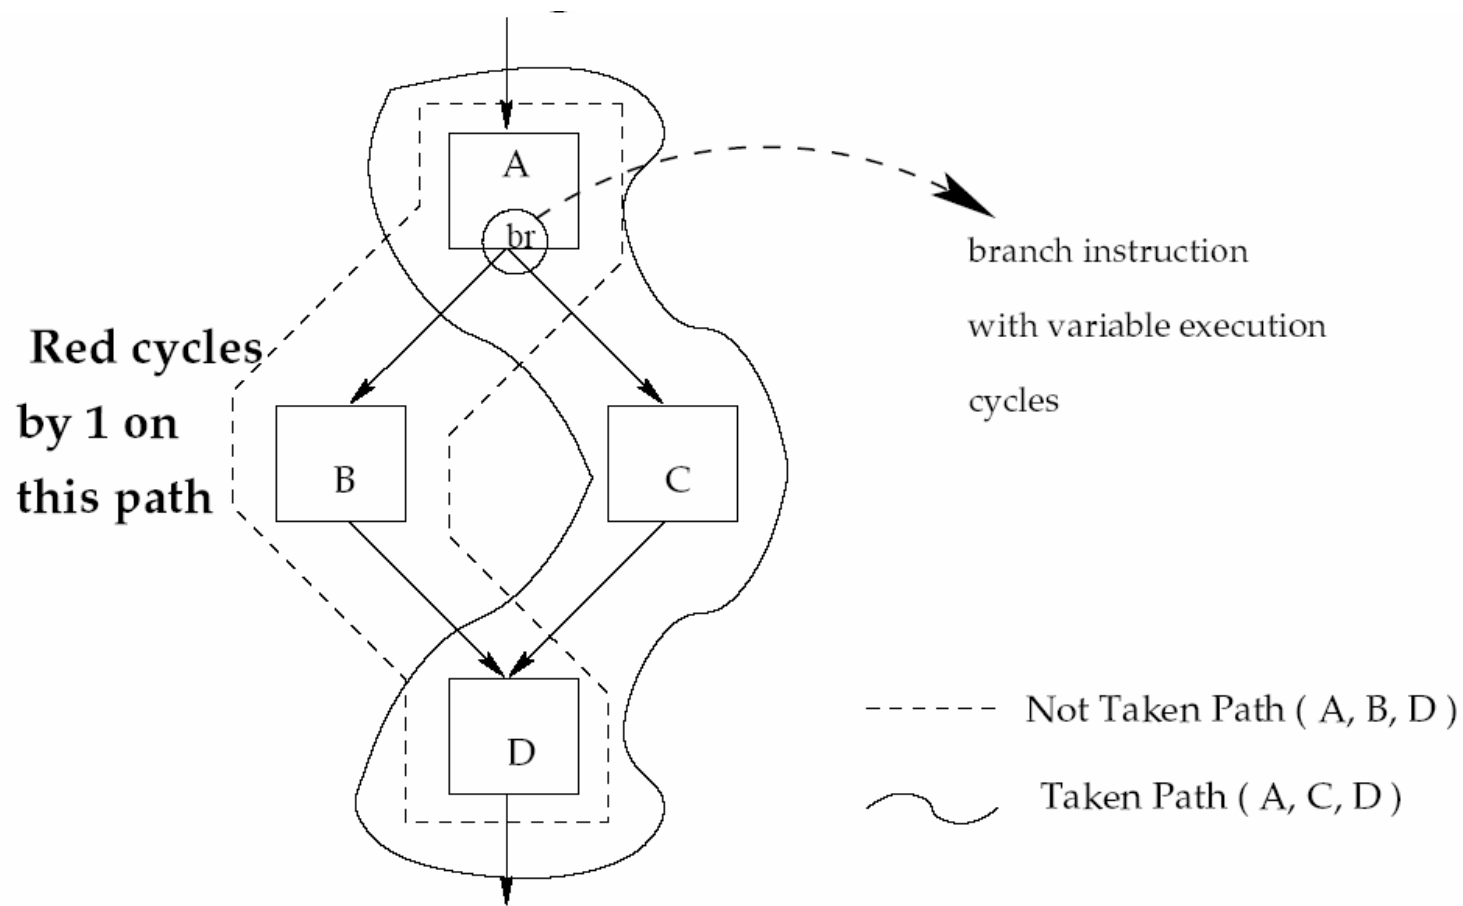 A
br
branch instruction
with variable execution
cycles
Red cycles
by 1 on
this path
B
C
D
Not Taken Path ( A, B, D )
Taken Path ( A, C, D )